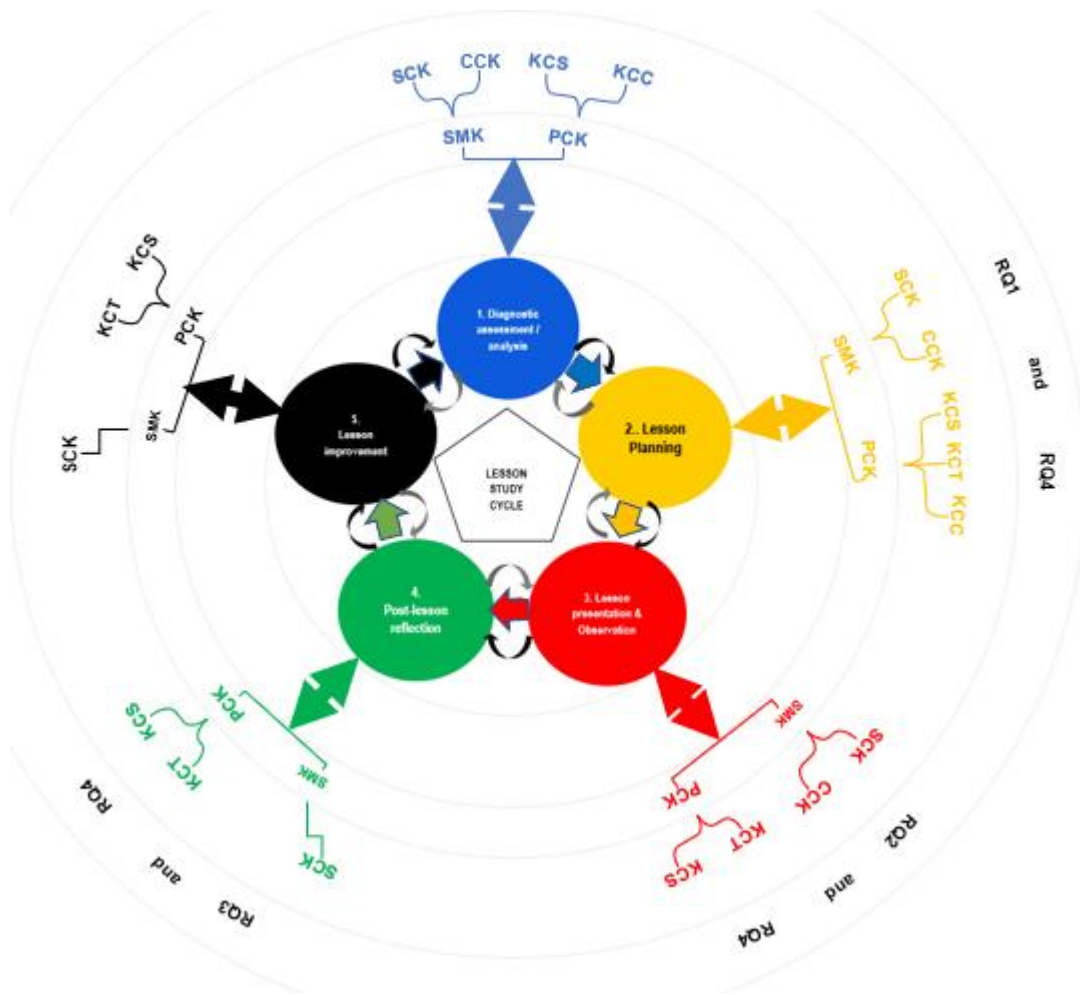 SCK CCK KCS KCC
SMK PCK
1. Diagnostic
assessment /
analysis
RQ1 and RQ4
SCK CCK
SMK
KCS KCT KCC
PCK
2.. Lesson
Planning
LESSON
STUDY
CYCLE
3. Lesson
presentation &
Observation
SMK
SCK
CCK
PCK
KCT
KCS
RQ2 and RQ4
4.
Post-lesson
reflection
PCK
KCS
KCT
SMK
SCK
RQ3 and RQ4
5.
Lesson
improvement
KCS
KCT
PCK
SMK
SCK